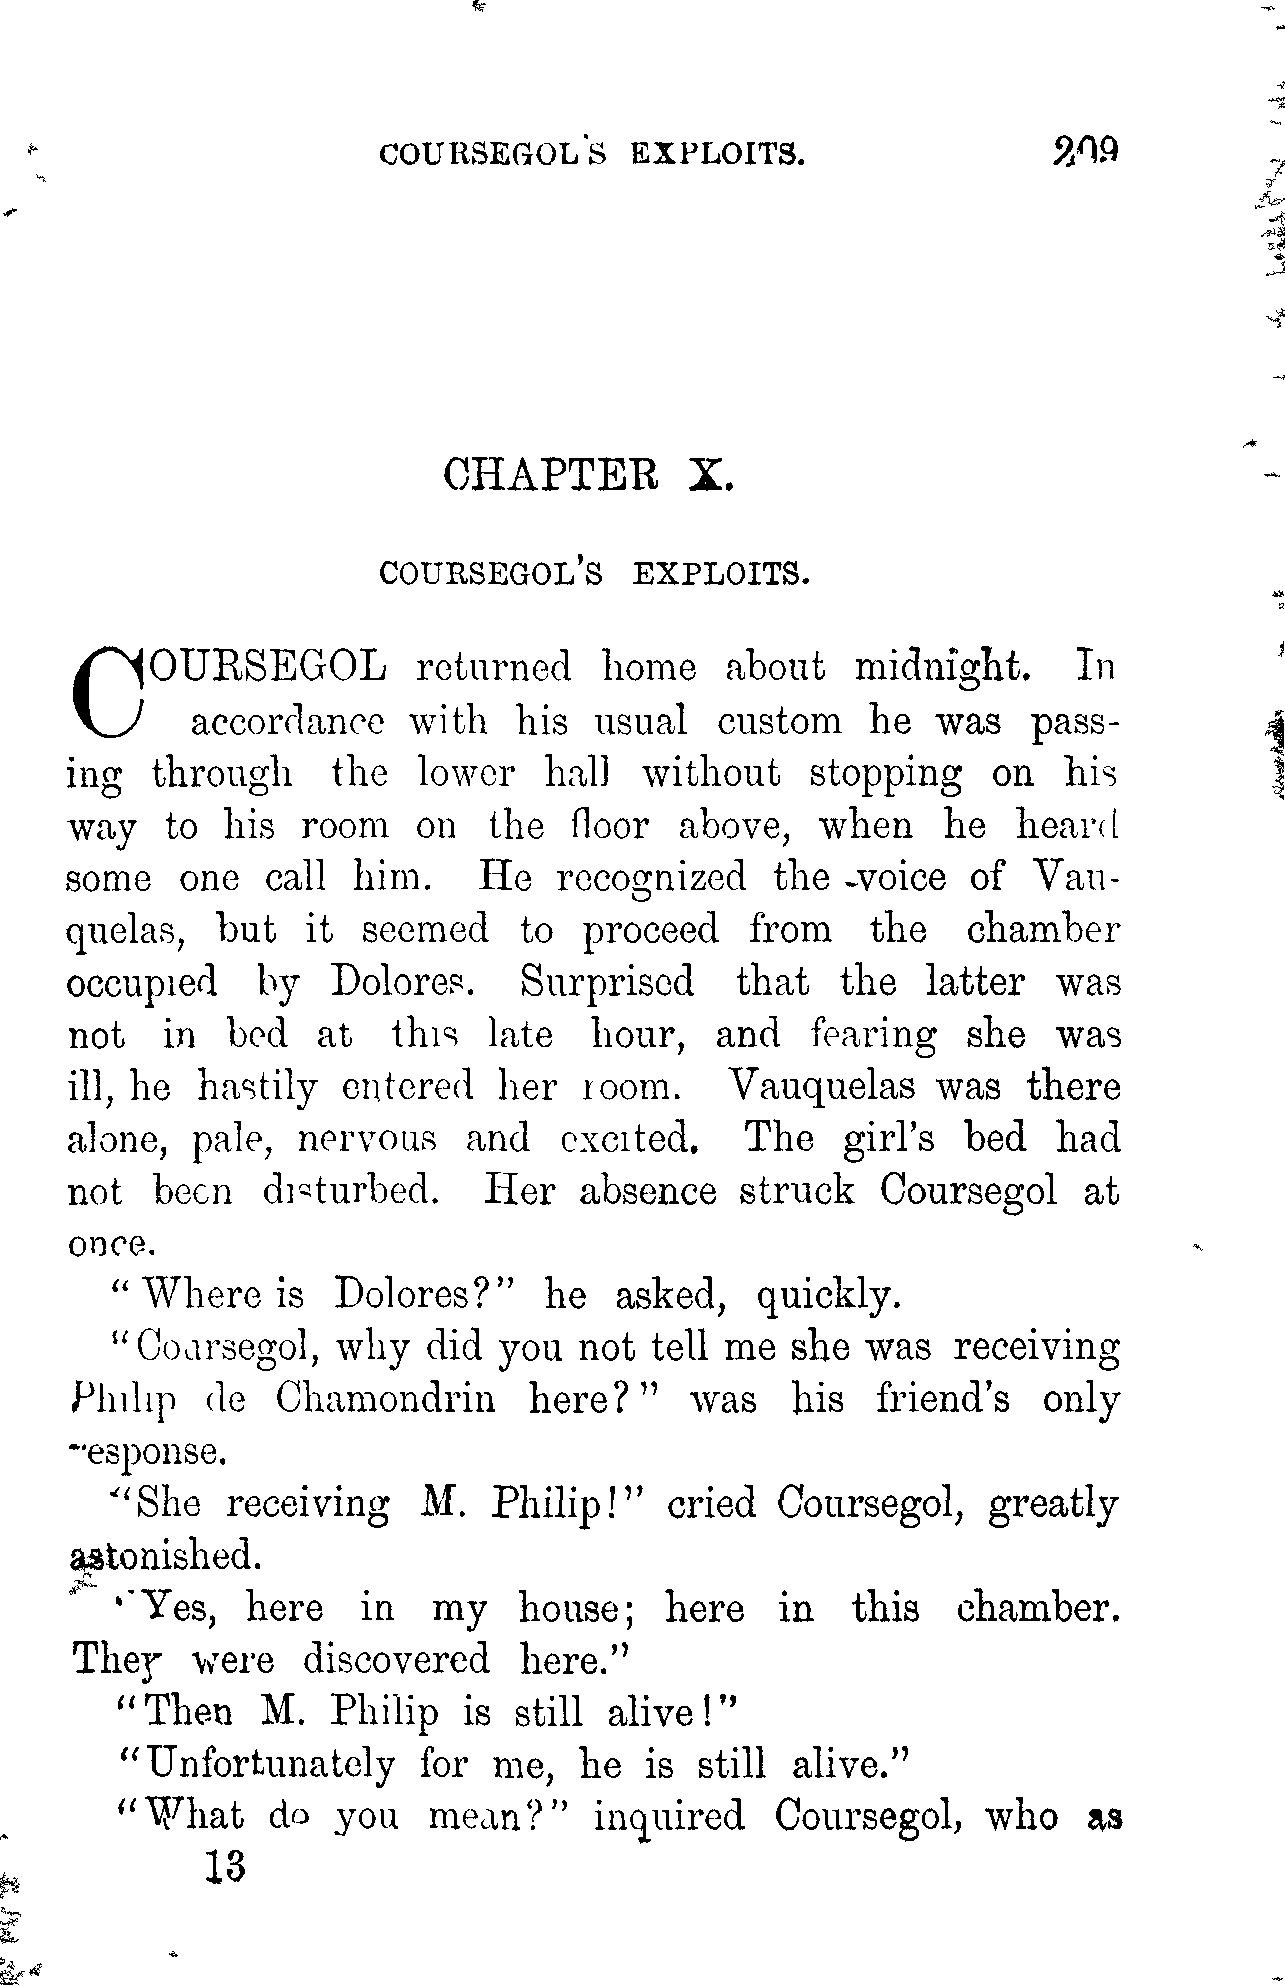 COURSEGOL'S EXPLOITS. 209
CHAPTER X.
COURSEGOL'S EXPLOITS.
COURSEGOL returned home about midnight. In
accordance with his usual custom he was pass-
ing through the lower hall without stopping on his
way to his room on the floor above, when he heard
some one call him. He recognized the voice of Vau-
quelas, but it seemed to proceed from the chamber
occupied by Dolores. Surprised that the latter was
not in bed at this late hour, and fearing she was
ill, he hastily entered her room. Vauquelas was there
alone, pale, nervous and excited. The girl's bed had
not been disturbed. Her absence struck Coursegol at
once.
"Where is Dolores?" he asked, quickly.
"Coursegol, why did you not tell me she was receiving
Philip de Chamondrin here?" was his friend's only
response.
"She receiving M. Philip!" cried Coursegol, greatly
astonished.
"Yes, here in my house; here in this chamber.
They were discovered here."
"Then M. Philip is still alive!"
"Unfortunately for me, he is still alive."
"What do you mean?" inquired Coursegol, who as
13